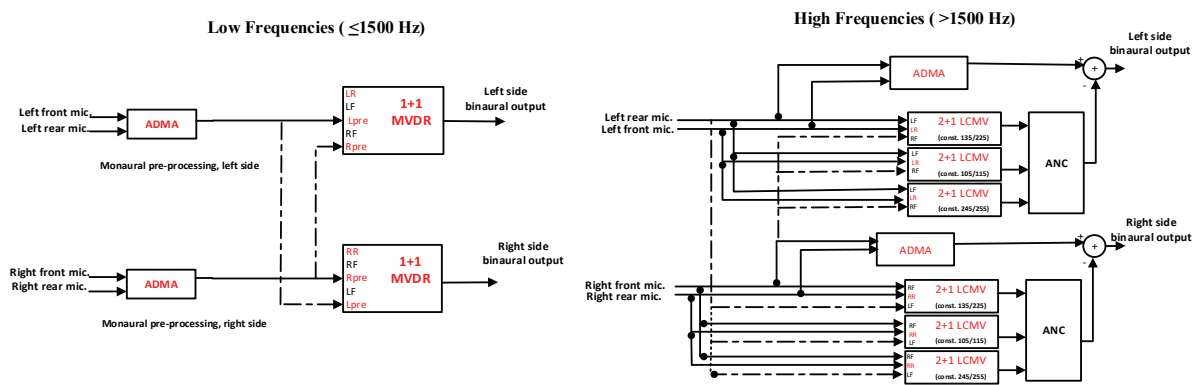 Low Frequencies ( ≤1500 Hz)
Left front mic.
Left rear mic.
ADMA
Monaural pre-processing, left side
LR
LF
Lpre
RF
Rpre
1+1
MVDR
Left side
binaural output
Right front mic.
Right rear mic.
ADMA
Monaural pre-processing, right side
RR
RF
Rpre
LF
Lpre
1+1
MVDR
Right side
binaural output
High Frequencies ( >1500 Hz)
Left side
binaural output
ADMA
+
+
-
Left rear mic.
Left front mic.
LF
LR
RF
2+1 LCMV
(const. 135/225)
LF
LR
RF
2+1 LCMV
(const. 105/115)
LF
LR
RF
2+1 LCMV
(const. 245/255)
ANC
Right side
binaural output
ADMA
+
+
-
Right front mic.
Right rear mic.
RF
RR
LF
2+1 LCMV
(const. 135/225)
RF
RR
LF
2+1 LCMV
(const. 105/115)
RF
RR
LF
2+1 LCMV
(const. 245/255)
ANC